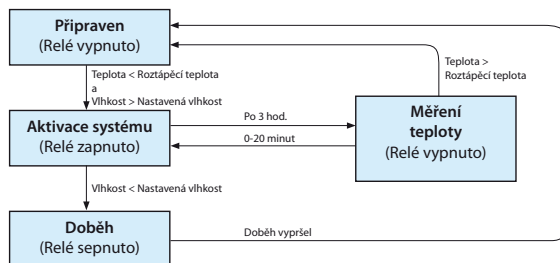 Připraven
(Relé vypnuto)
Teplota < Roztápěcí teplota
a
Vlhkost > Nastavená vlhkost
Teplota >
Roztápěcí teplota
Aktivace systému
(Relé zapnuto)
Po 3 hod.
0-20 minut
Měření
teploty
(Relé vypnuto)
Vlhkost < Nastavená vlhkost
Doběh
(Relé sepnuto)
Doběh vypršel